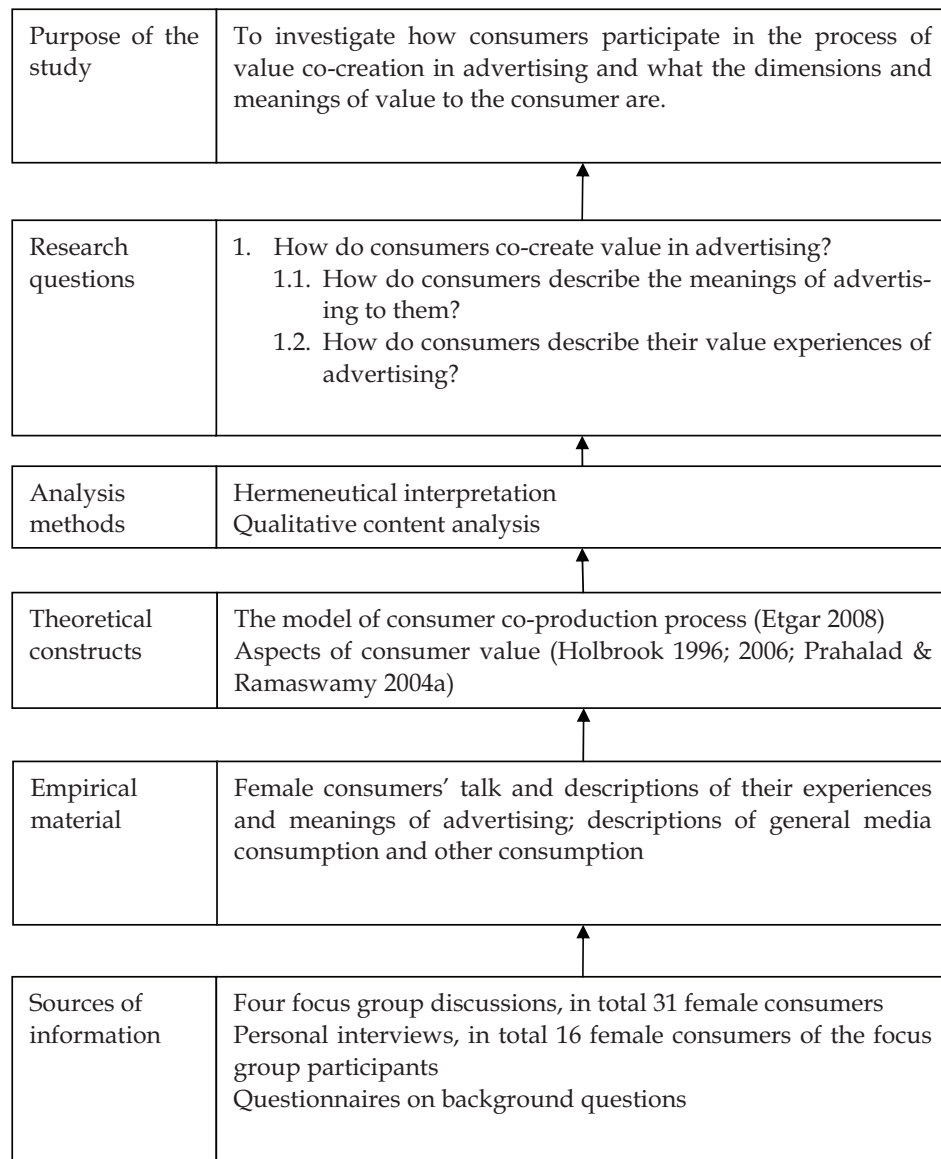 Purpose of the study
To investigate how consumers participate in the process of
value co-creation in advertising and what the dimensions and
meanings of value to the consumer are.
Research questions
1. How do consumers co-create value in advertising?
1.1. How do consumers describe the meanings of advertis-
ing to them?
1.2. How do consumers describe their value experiences of
advertising?
Analysis methods
Hermeneutical interpretation
Qualitative content analysis
Theoretical constructs
The model of consumer co-production process (Etgar 2008)
Aspects of consumer value (Holbrook 1996; 2006; Prahalad &
Ramaswamy 2004a)
Empirical material
Female consumers’ talk and descriptions of their experiences
and meanings of advertising; descriptions of general media
consumption and other consumption
Sources of information
Four focus group discussions, in total 31 female consumers
Personal interviews, in total 16 female consumers of the focus
group participants
Questionnaires on background questions